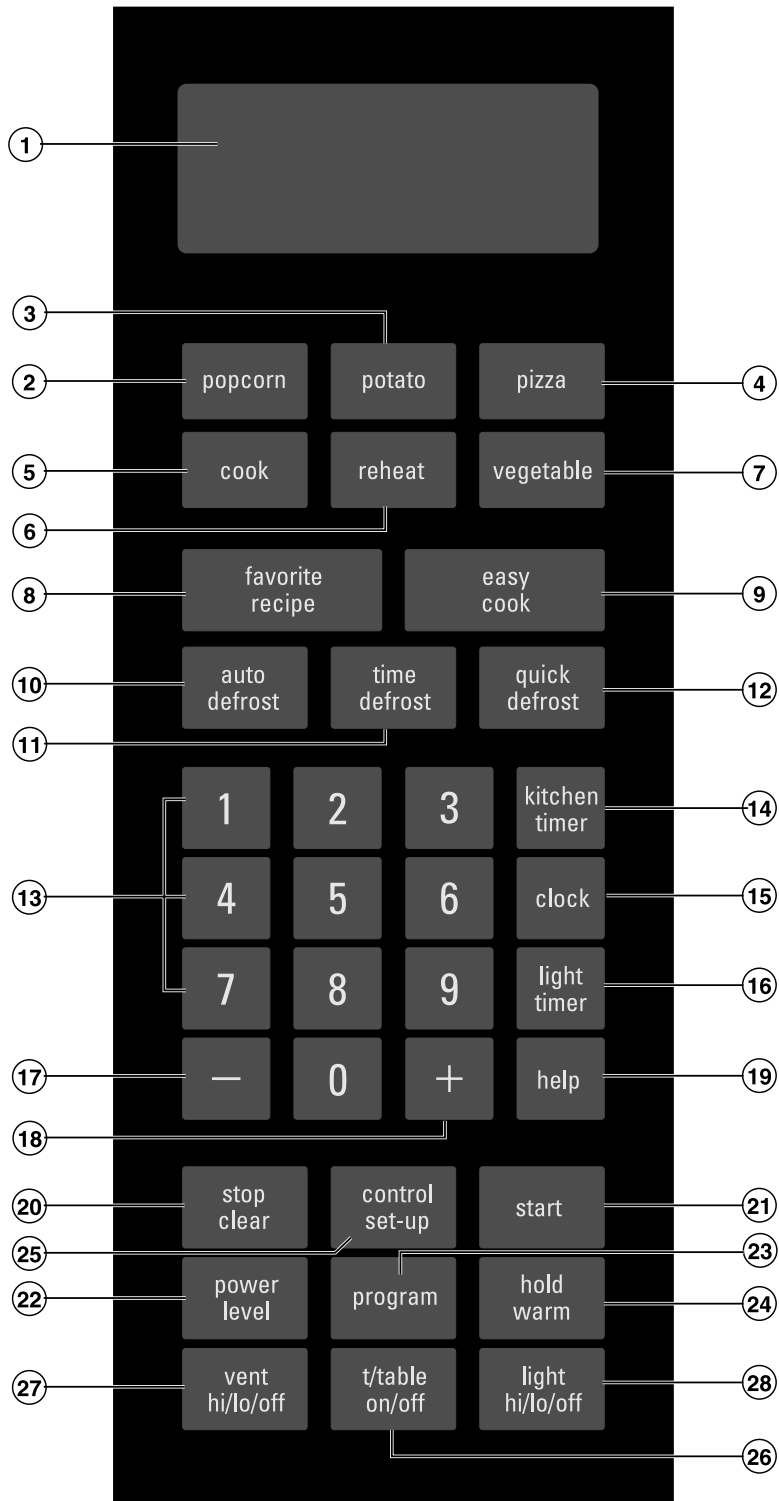 1
3
2
popcorn
potato
pizza
4
5
cook
reheat
vegetable
7
6
8
favorite
recipe
easy
cook
9
10
auto
defrost
time
defrost
quick
defrost
12
11
1
2
3
kitchen
timer
14
13
4
5
6
clock
15
7
8
9
light
timer
16
17
−
0
+
help
19
18
20
stop
clear
control
set-up
start
21
25
23
22
power
level
program
hold
warm
24
27
vent
hi/lo/off
t/table
on/off
light
hi/lo/off
28
26